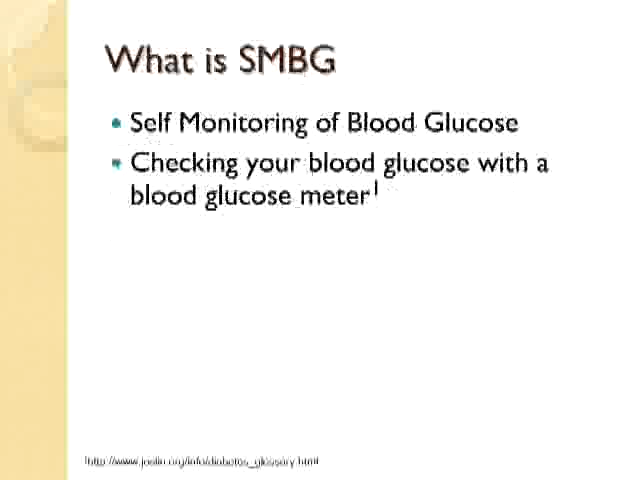 What is SMBG
• Self Monitoring of Blood Glucose
• Checking your blood glucose with a
blood glucose meter¹
¹http://www.joslin.org/info/diabetes_glossary.html